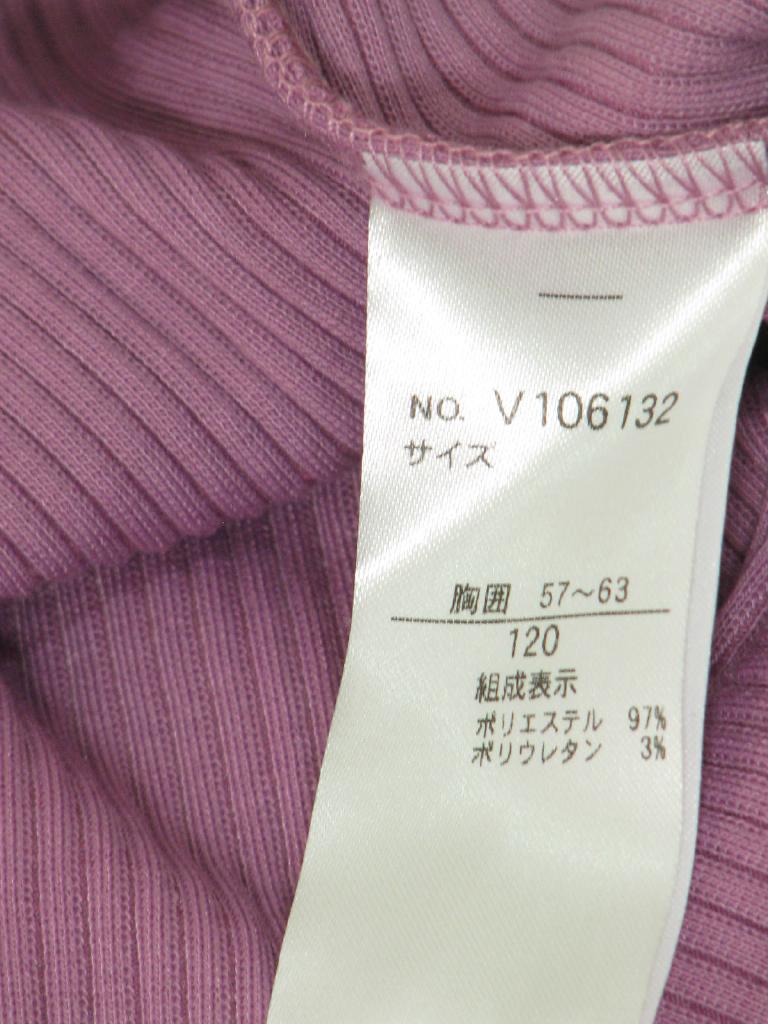 NO. V106132
サイズ
胸囲 57~63
120
組成表示
ポリエステル 97%
ポリウレタン 3%